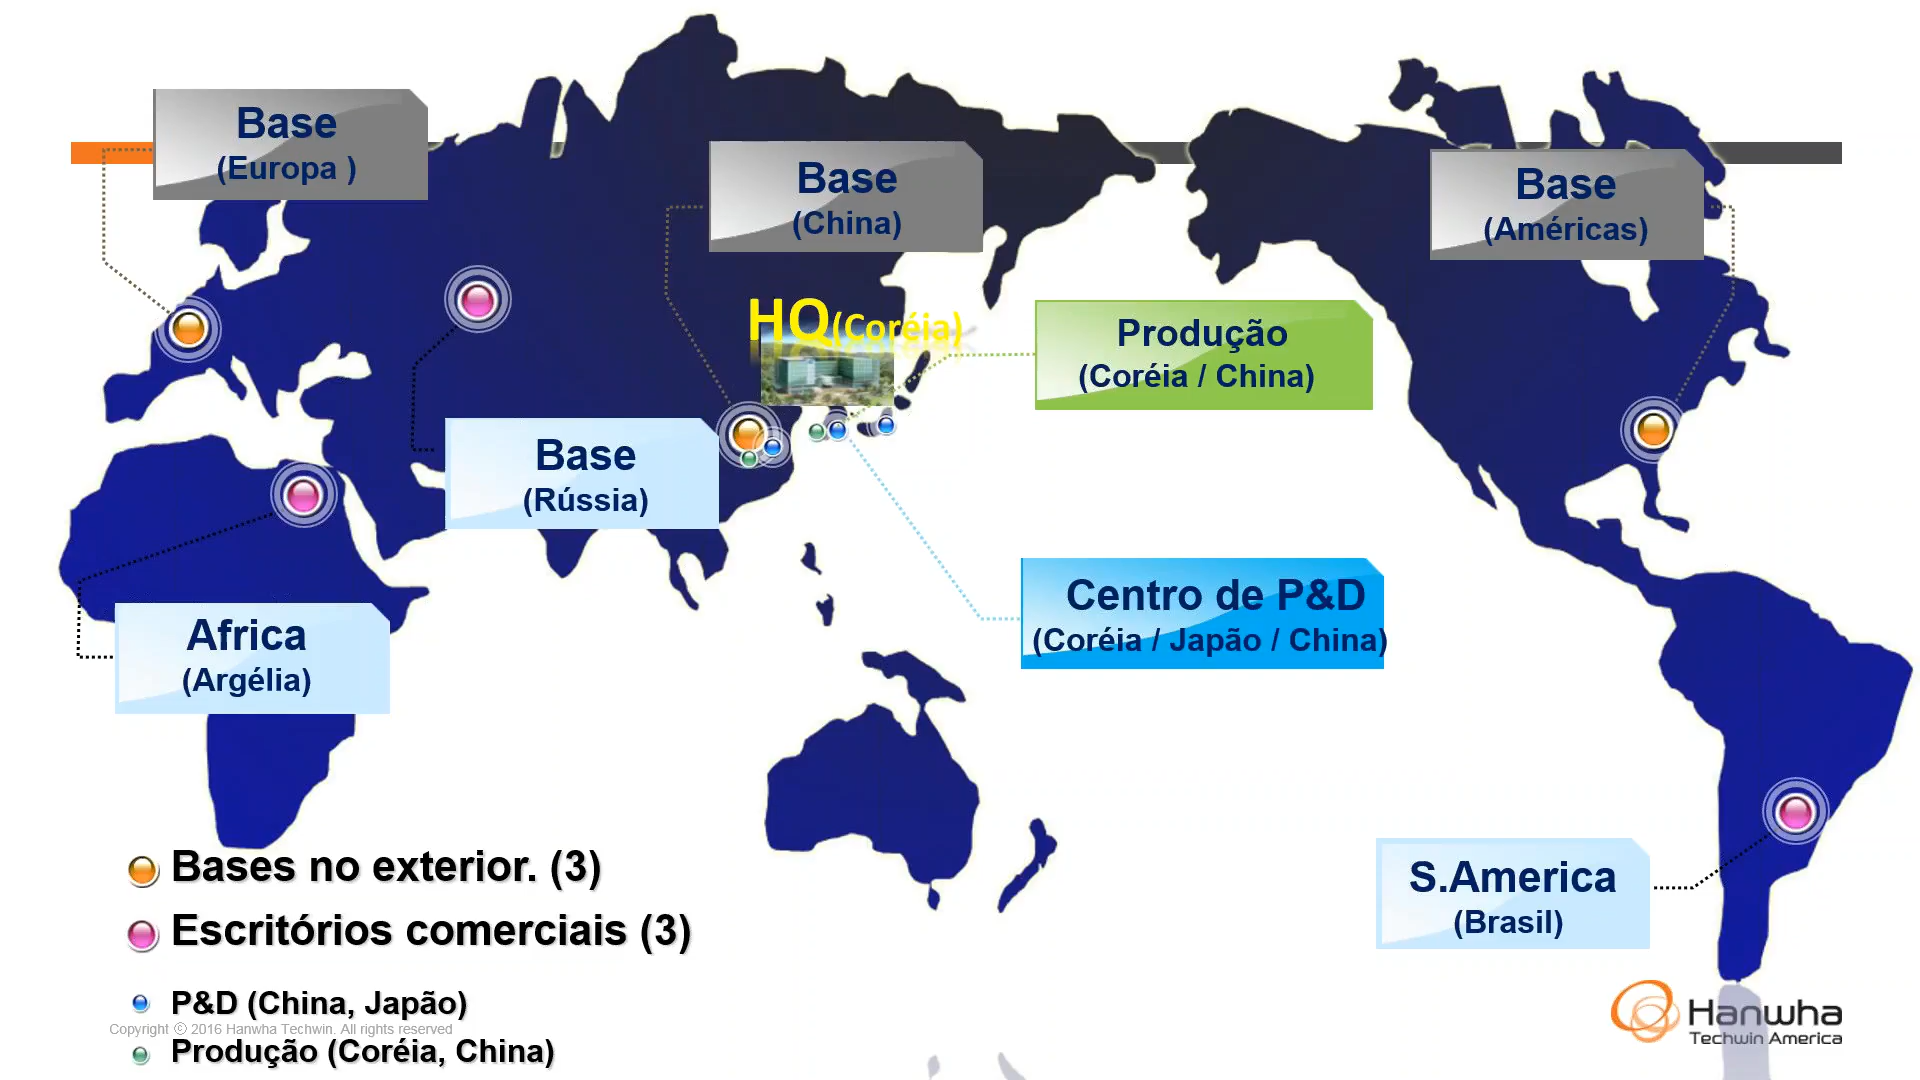 Base
(Europa )
Base
(China)
Base
(Américas)
HQ(Coréia)
Produção
(Coréia / China)
Base
(Rússia)
Centro de P&D
(Coréia / Japão / China)
Africa
(Argélia)
S.America
(Brasil)
Bases no exterior. (3)
Escritórios comerciais (3)
P&D (China, Japão)
Copyright © 2016 Hanwha Techwin. All rights reserved
Produção (Coréia, China)
Hanwha
Techwin America